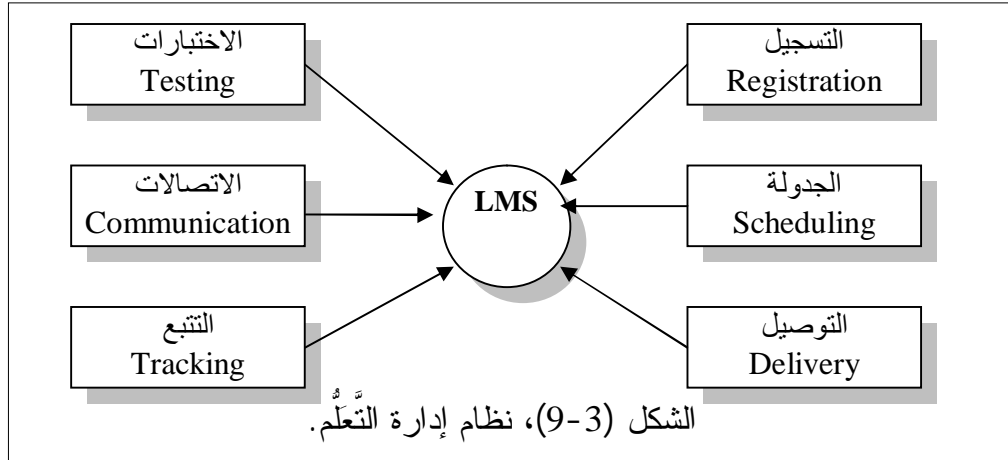 التسجيل
Registration
الاختبارات
Testing
LMS
الجدولة
Scheduling
الاتصالات
Communication
التوصيل
Delivery
التتبع
Tracking
الشكل (3-9)، نظام إدارة التَّعَلُّم.